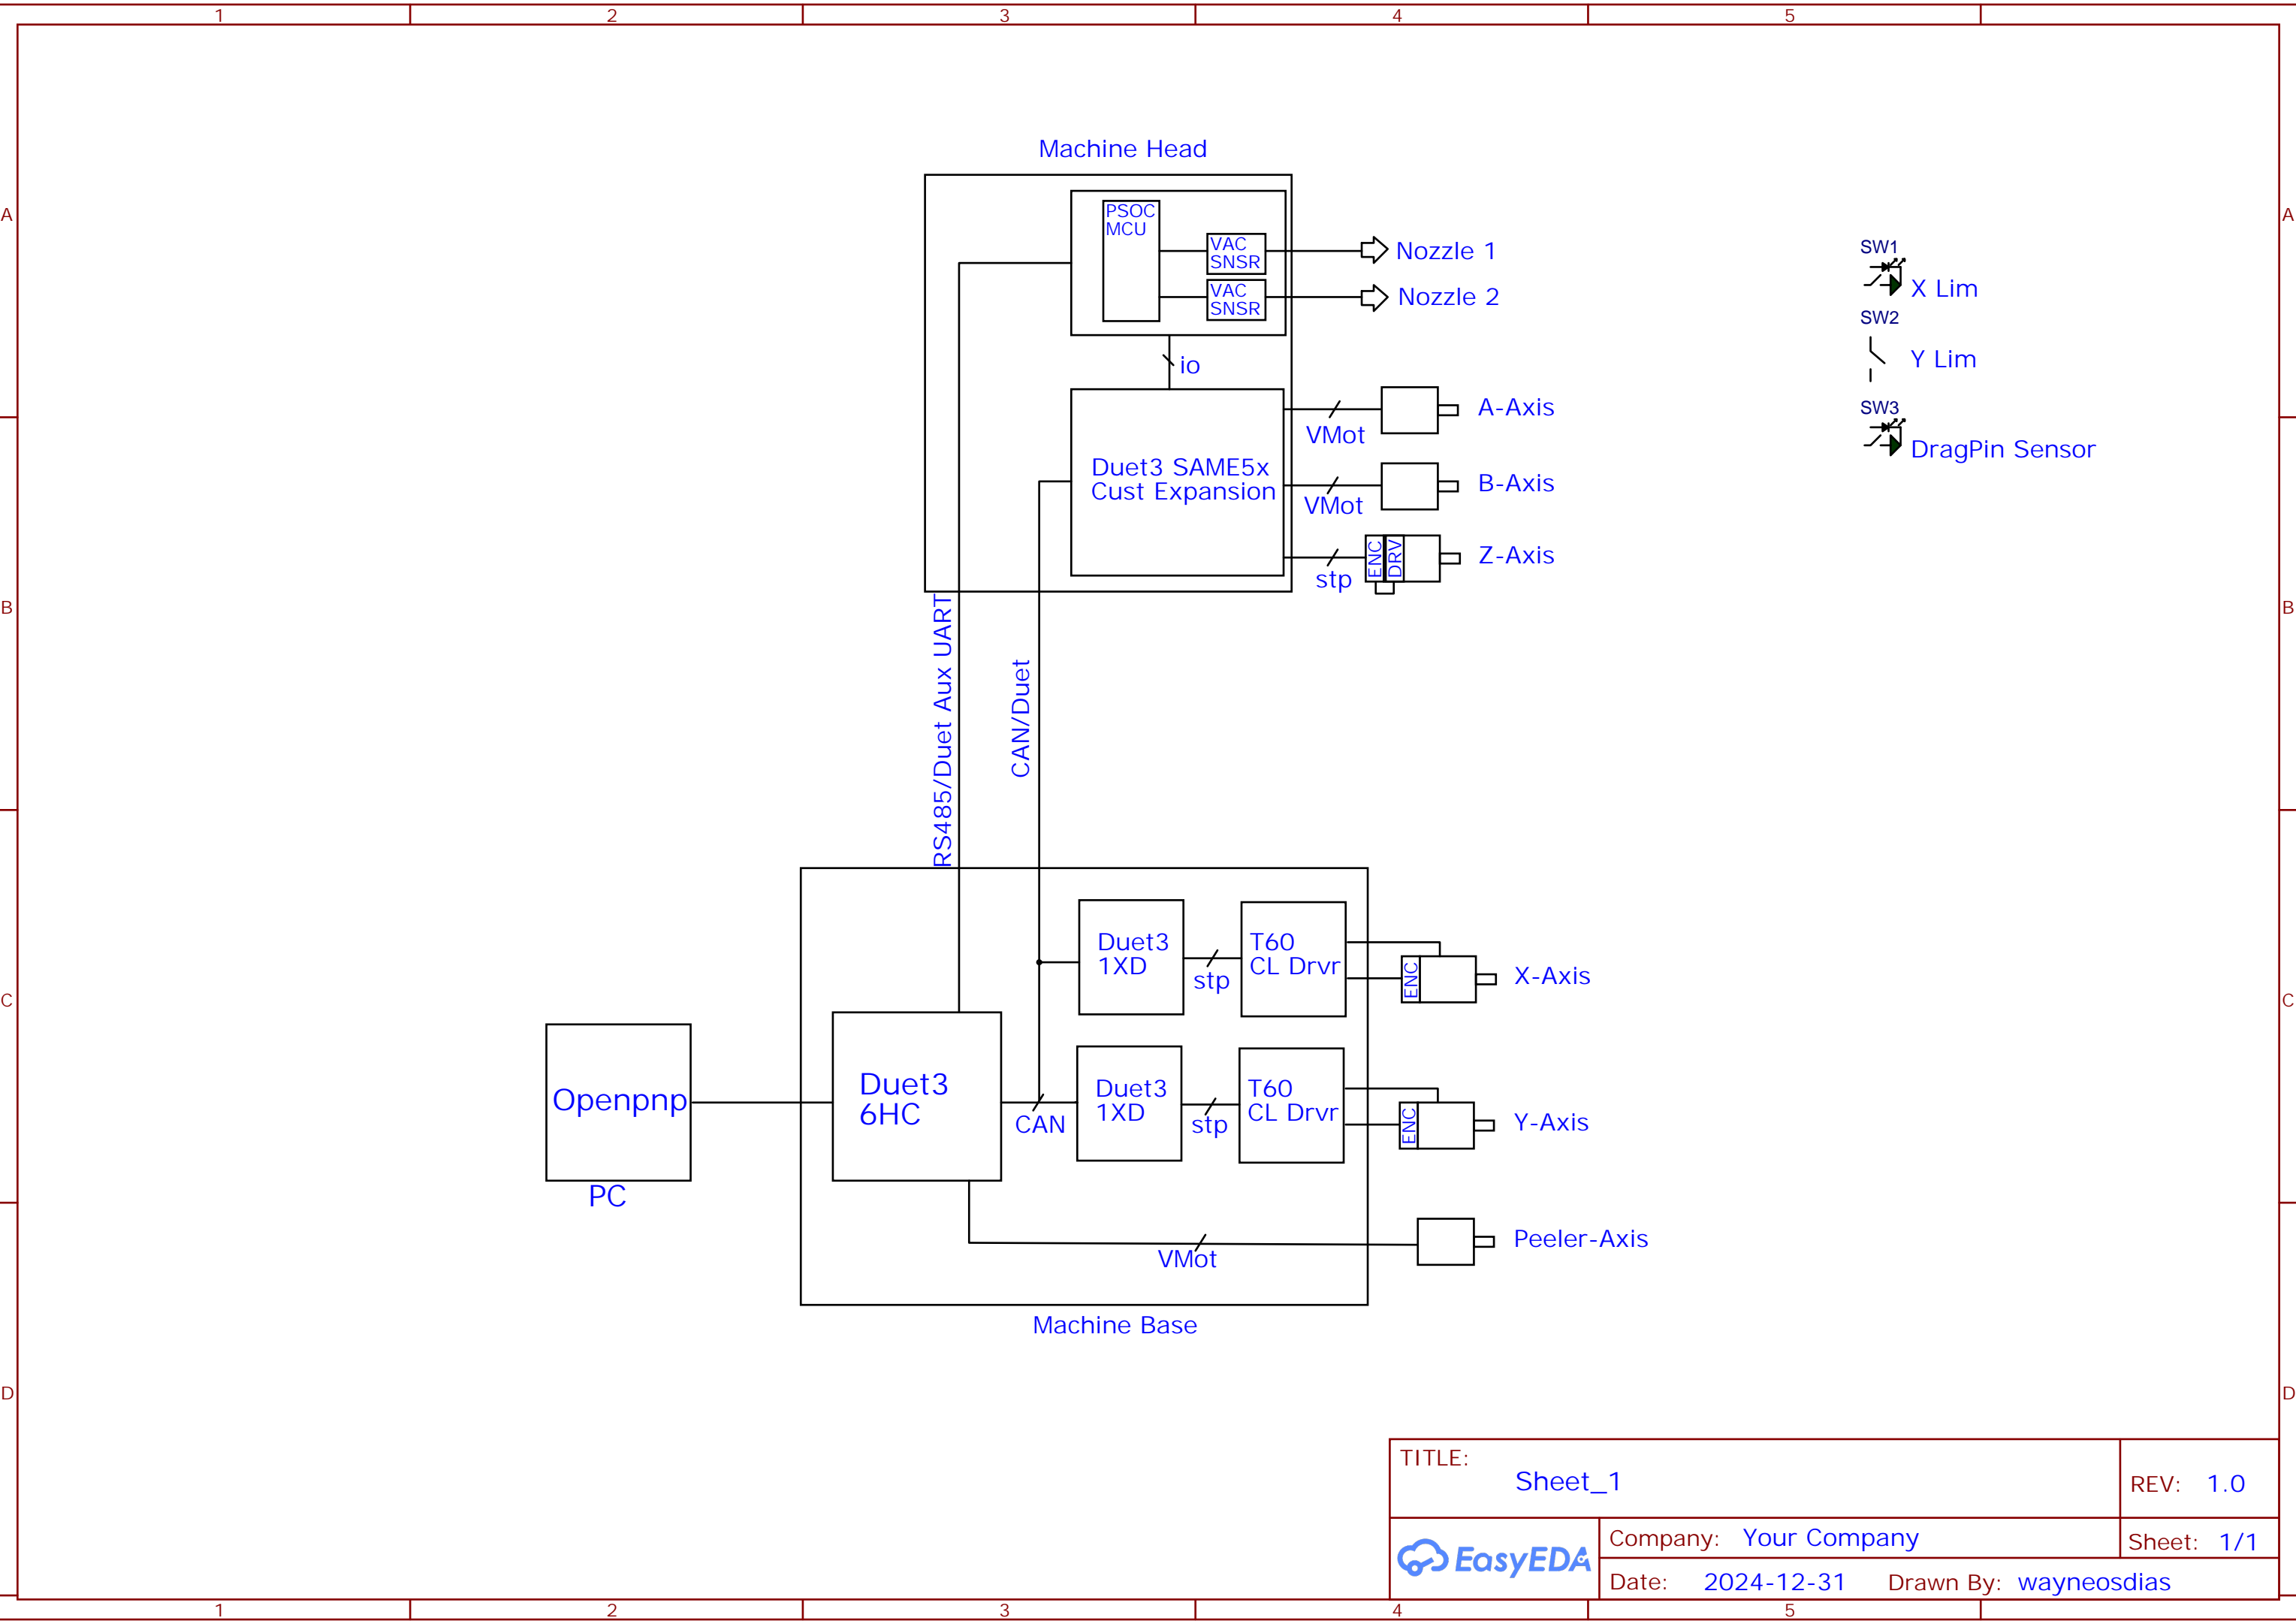 1 2 3 4 5
Machine Head
A
A
PSOC
MCU
VAC
SNSR
Nozzle 1
VAC
SNSR
Nozzle 2
io
Duet3 SAME5x
Cust Expansion
VMot
A-Axis
VMot
B-Axis
stp
ENC
DRV
Z-Axis
SW1
X Lim
SW2
Y Lim
SW3
DragPin Sensor
B
B
RS485/Duet Aux UART
CAN/Duet
Duet3
1XD
stp
T60
CL Drvr
ENC
X-Axis
C
C
Openpnp
PC
Duet3
6HC
CAN
Duet3
1XD
stp
T60
CL Drvr
ENC
Y-Axis
VMot
Peeler-Axis
Machine Base
D
D
TITLE:
Sheet_1
REV: 1.0
EasyEDA
Company: Your Company
Sheet: 1/1
Date: 2024-12-31 Drawn By: wayneosdias
1 2 3 4 5